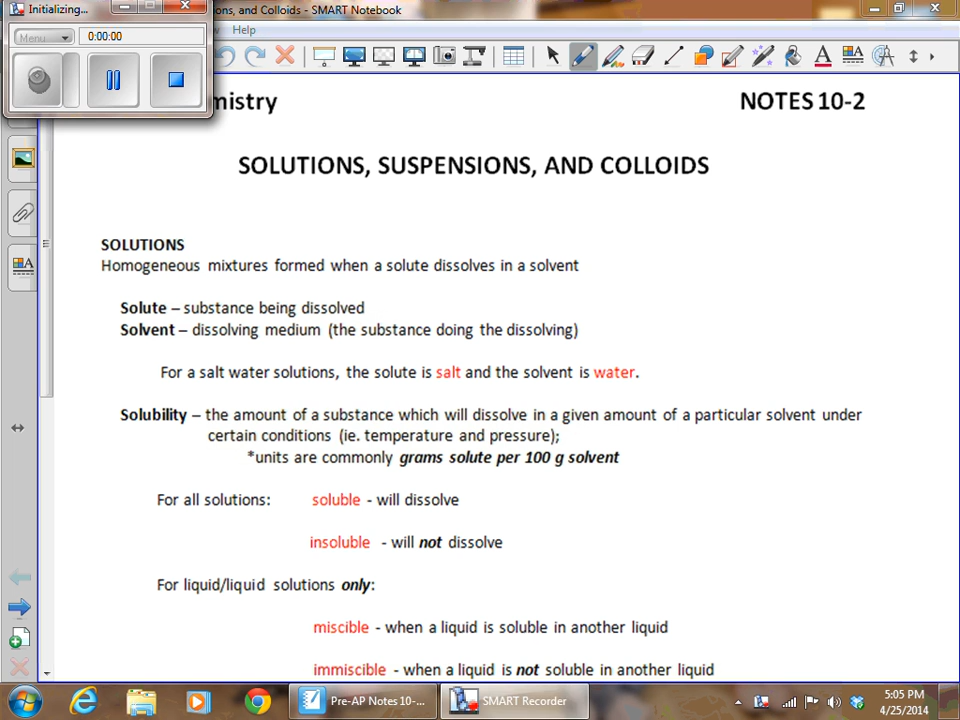 Initializing...
ons, and Colloids - SMART Notebook
Menu
0:00:00
Help
mistry
NOTES 10-2
SOLUTIONS, SUSPENSIONS, AND COLLOIDS
SOLUTIONS
Homogeneous mixtures formed when a solute dissolves in a solvent
Solute – substance being dissolved
Solvent – dissolving medium (the substance doing the dissolving)
For a salt water solutions, the solute is salt and the solvent is water.
Solubility – the amount of a substance which will dissolve in a given amount of a particular solvent under
certain conditions (ie. temperature and pressure);
*units are commonly grams solute per 100 g solvent
For all solutions: soluble - will dissolve
insoluble - will not dissolve
For liquid/liquid solutions only:
miscible - when a liquid is soluble in another liquid
immiscible - when a liquid is not soluble in another liquid
Pre-AP Notes 10-...
SMART Recorder
5:05 PM
4/25/2014